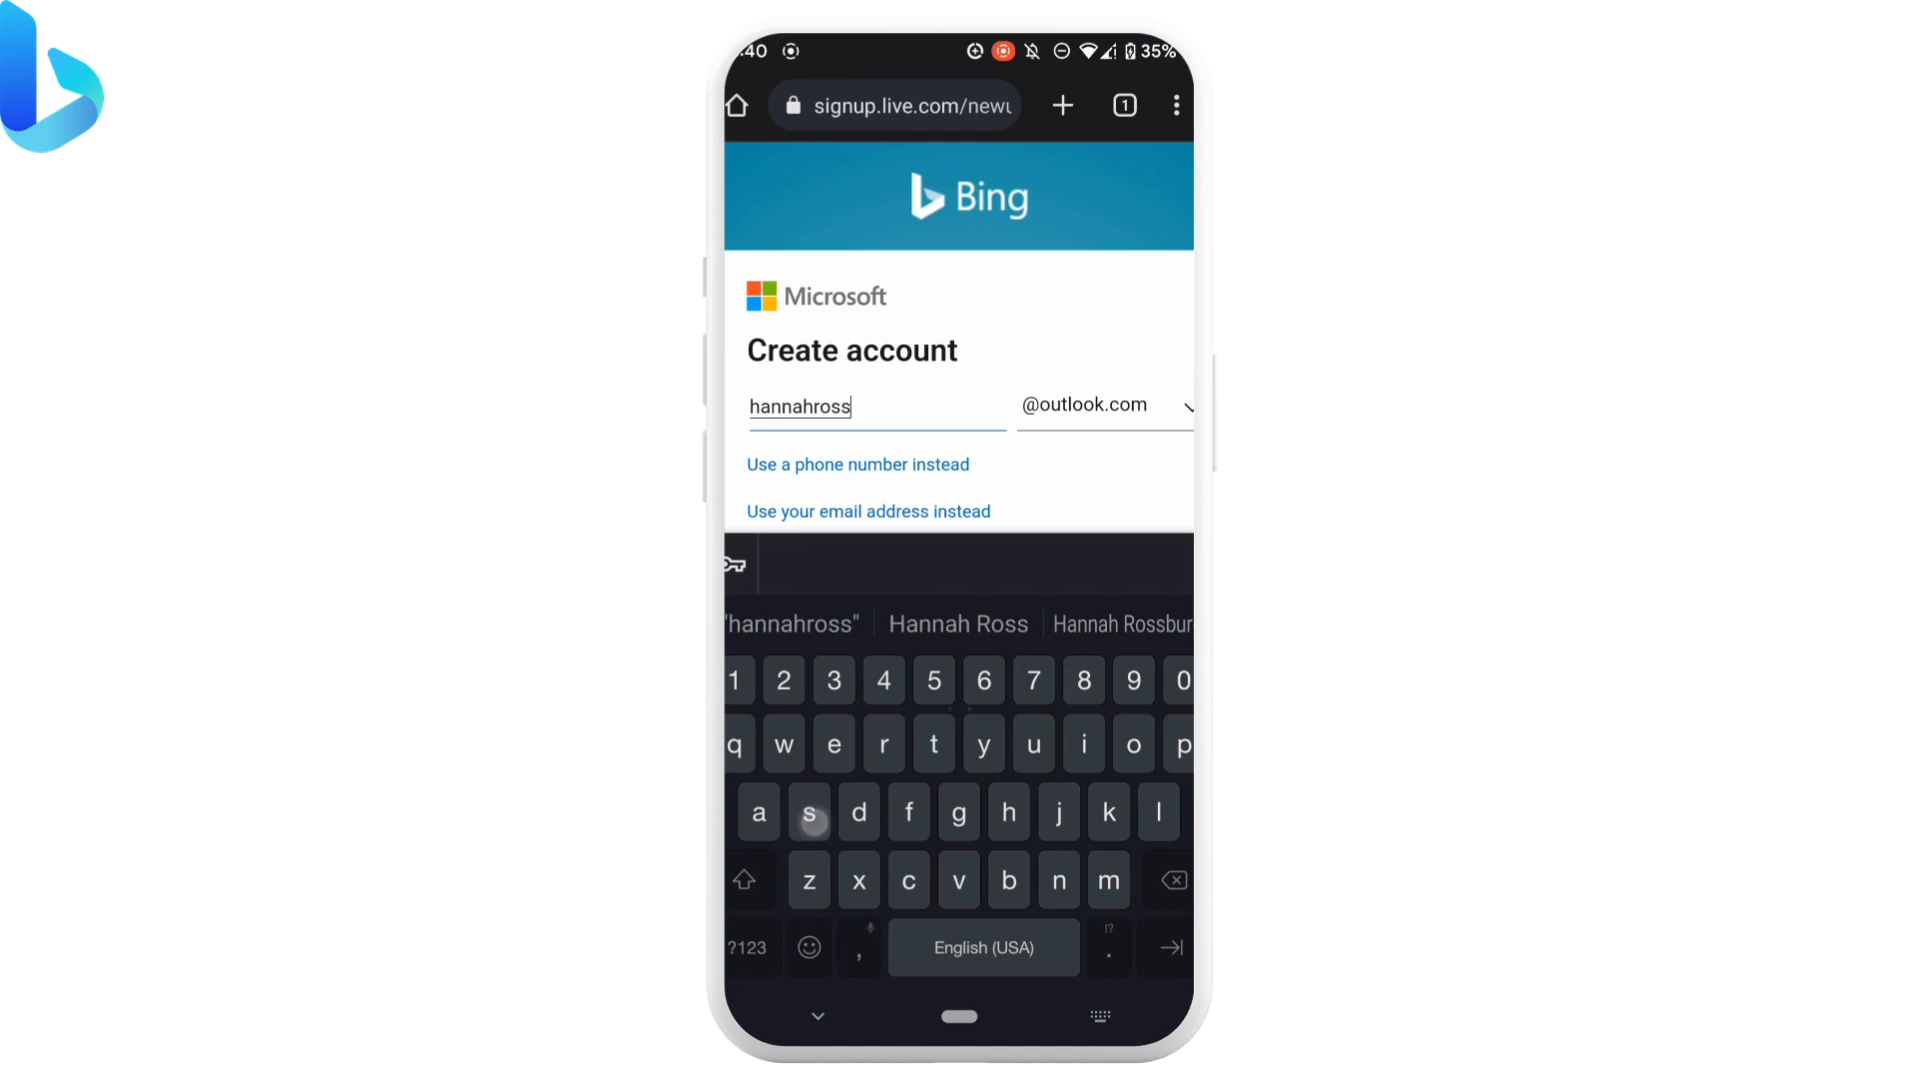 :40 35%
signup.live.com/newu 1
Bing
Microsoft
Create account
hannahross @outlook.com
Use a phone number instead
Use your email address instead
"hannahross" Hannah Ross Hannah Rossbur
1 2 3 4 5 6 7 8 9 0
q w e r t y u i o p
a s d f g h j k l
z x c v b n m
?123 , English (USA) !? .